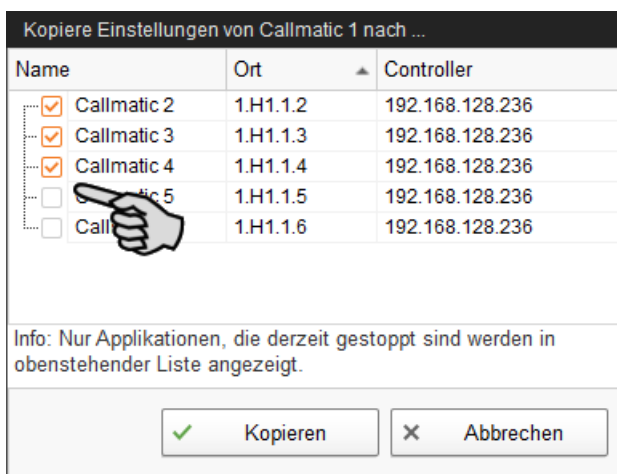 Kopiere Einstellungen von Callmatic 1 nach ...
Name Ort Controller
Callmatic 2 1.H1.1.2 192.168.128.236
Callmatic 3 1.H1.1.3 192.168.128.236
Callmatic 4 1.H1.1.4 192.168.128.236
5 1.H1.1.5 192.168.128.236
1.H1.1.6 192.168.128.236
Info: Nur Applikationen, die derzeit gestoppt sind werden in
obenstehender Liste angezeigt.
Kopieren Abbrechen